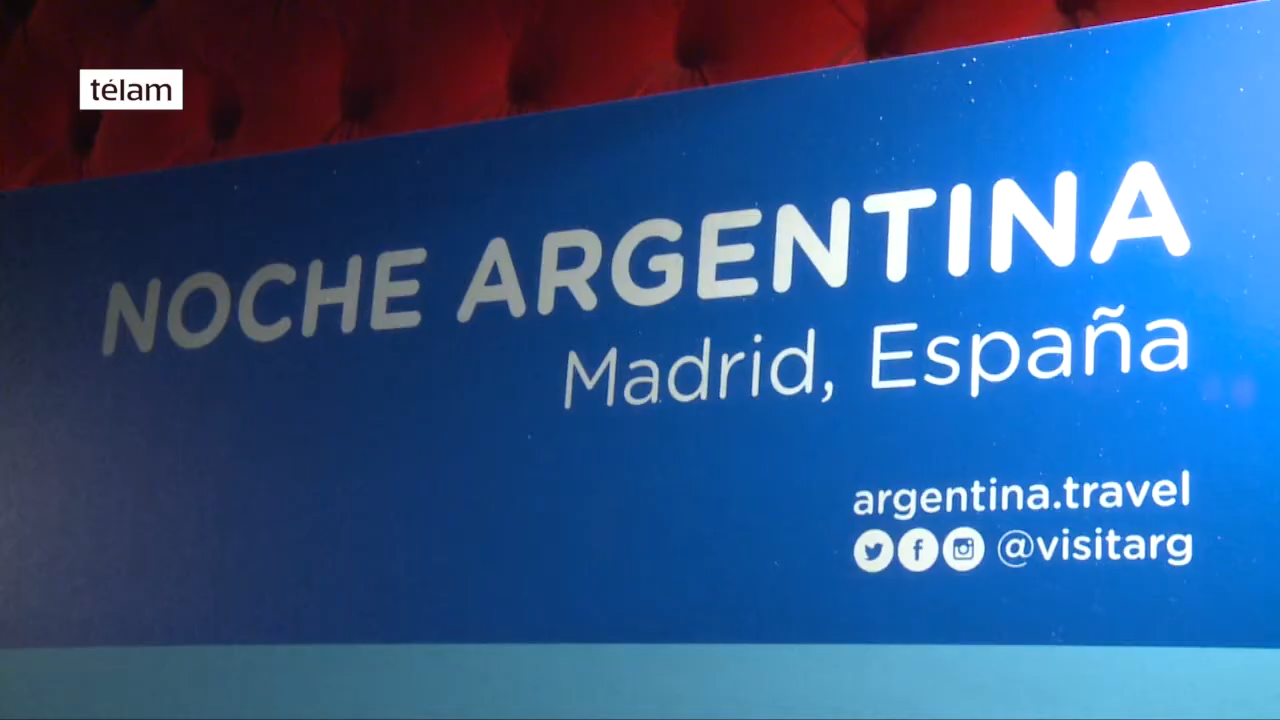 télam
NOCHE ARGENTINA
Madrid, España
argentina.travel
@visitarg